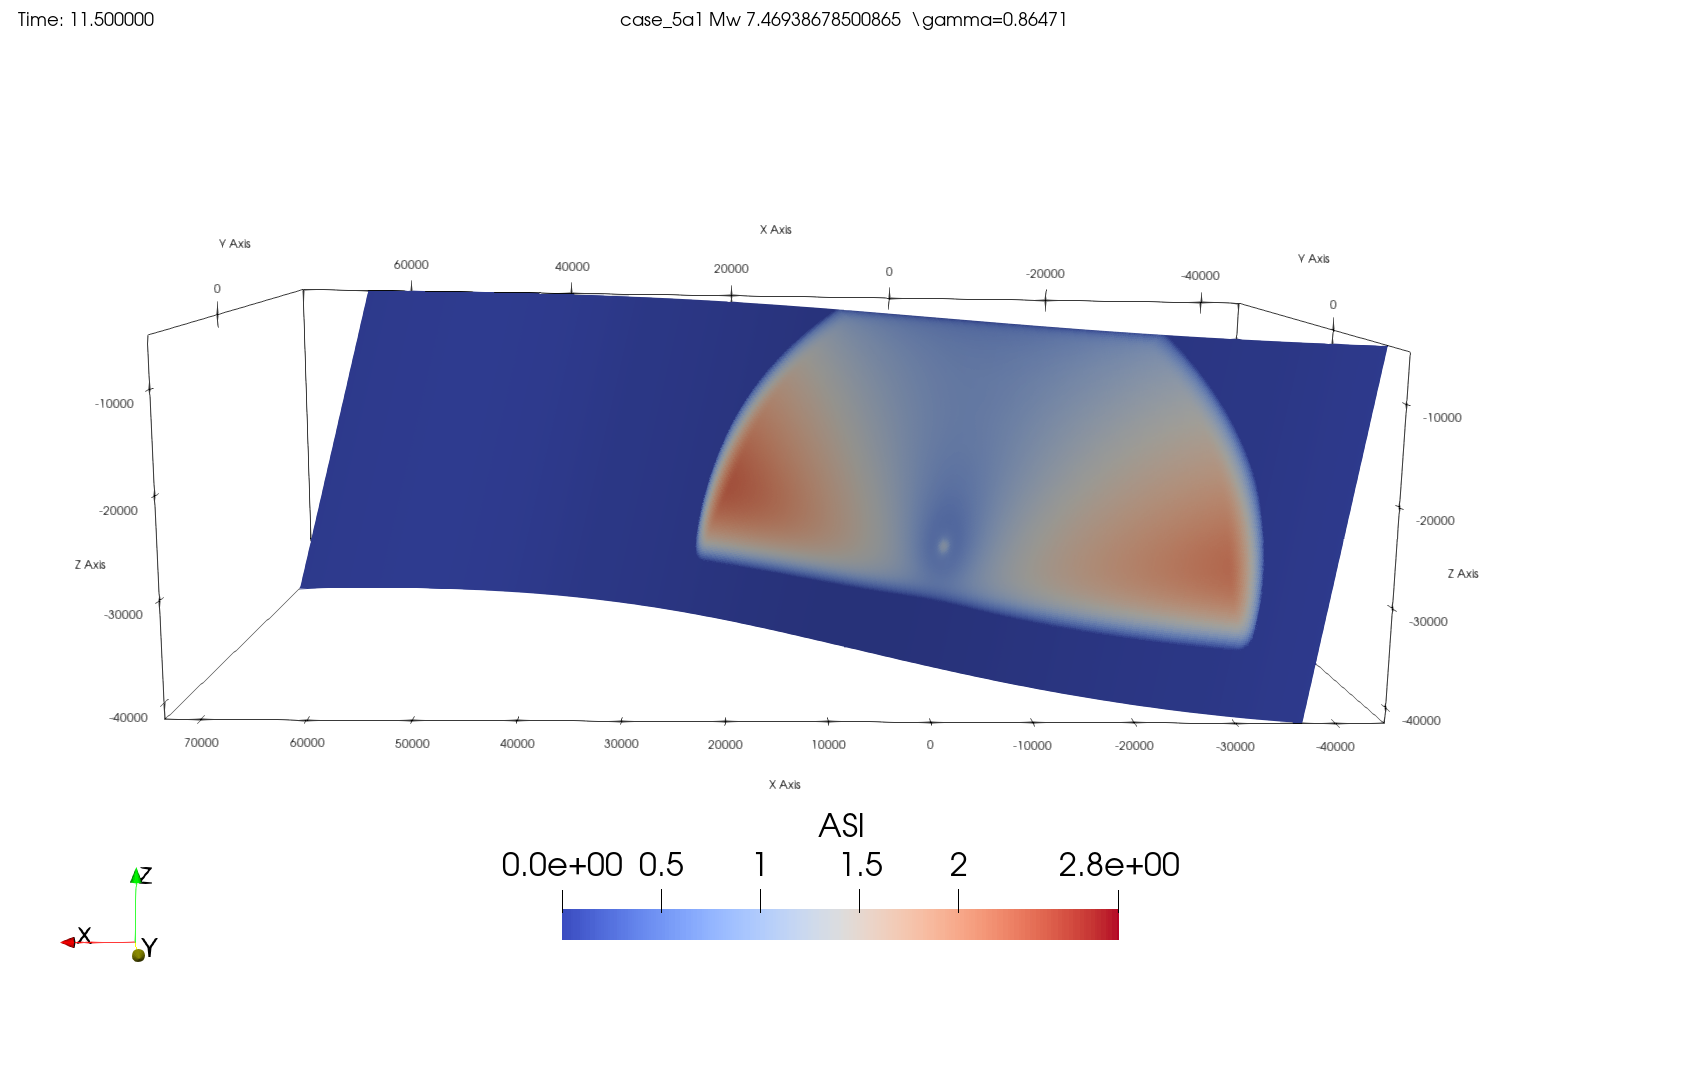 Time: 11.500000
case_5a1 Mw 7.46938678500865 \gamma=0.86471
X Axis
Y Axis
Y Axis
60000 40000 20000 0 -20000 -40000
0
0
-10000
-20000
Z Axis
-30000
-40000
-10000
-20000
Z Axis
-30000
-40000
70000 60000 50000 40000 30000 20000 10000 0 -10000 -20000 -30000 -40000
X Axis
ASI
0.0e+00 0.5 1 1.5 2 2.8e+00
Z
X
Y